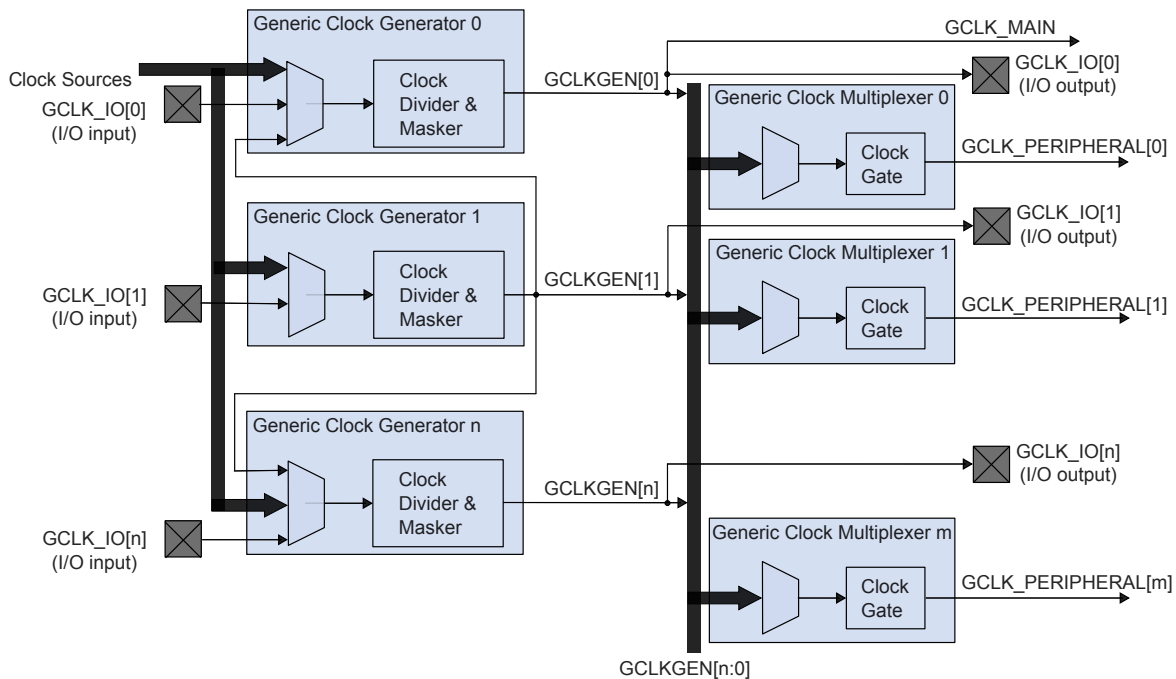 Generic Clock Generator 0
Clock Sources
GCLK_IO[0]
(I/O input)
Clock
Divider &
Masker
GCLKGEN[0]
GCLK_MAIN
GCLK_IO[0]
(I/O output)
Generic Clock Multiplexer 0
Clock
Gate
GCLK_PERIPHERAL[0]
Generic Clock Generator 1
GCLK_IO[1]
(I/O input)
Clock
Divider &
Masker
GCLKGEN[1]
GCLK_IO[1]
(I/O output)
Generic Clock Multiplexer 1
Clock
Gate
GCLK_PERIPHERAL[1]
Generic Clock Generator n
GCLK_IO[n]
(I/O input)
Clock
Divider &
Masker
GCLKGEN[n]
GCLK_IO[n]
(I/O output)
Generic Clock Multiplexer m
Clock
Gate
GCLK_PERIPHERAL[m]
GCLKGEN[n:0]